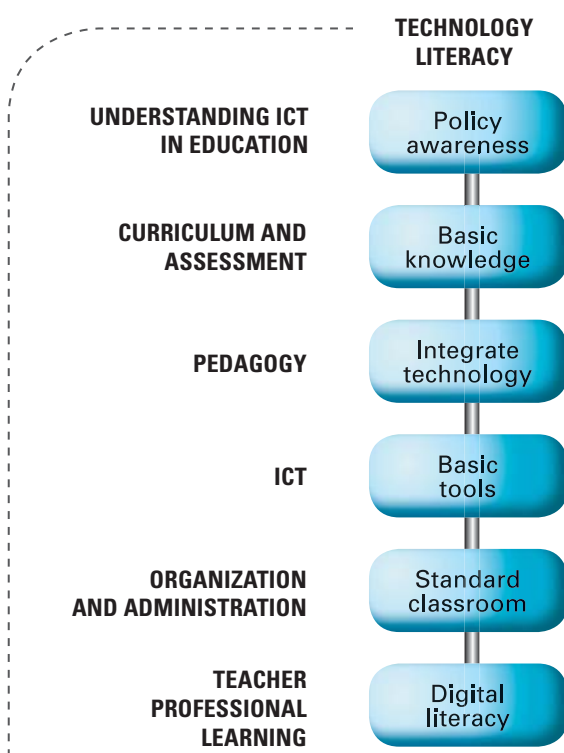 TECHNOLOGY
LITERACY
UNDERSTANDING ICT
IN EDUCATION
Policy
awareness
CURRICULUM AND
ASSESSMENT
Basic
knowledge
PEDAGOGY
Integrate
technology
ICT
Basic
tools
ORGANIZATION
AND ADMINISTRATION
Standard
classroom
TEACHER
PROFESSIONAL
LEARNING
Digital
literacy